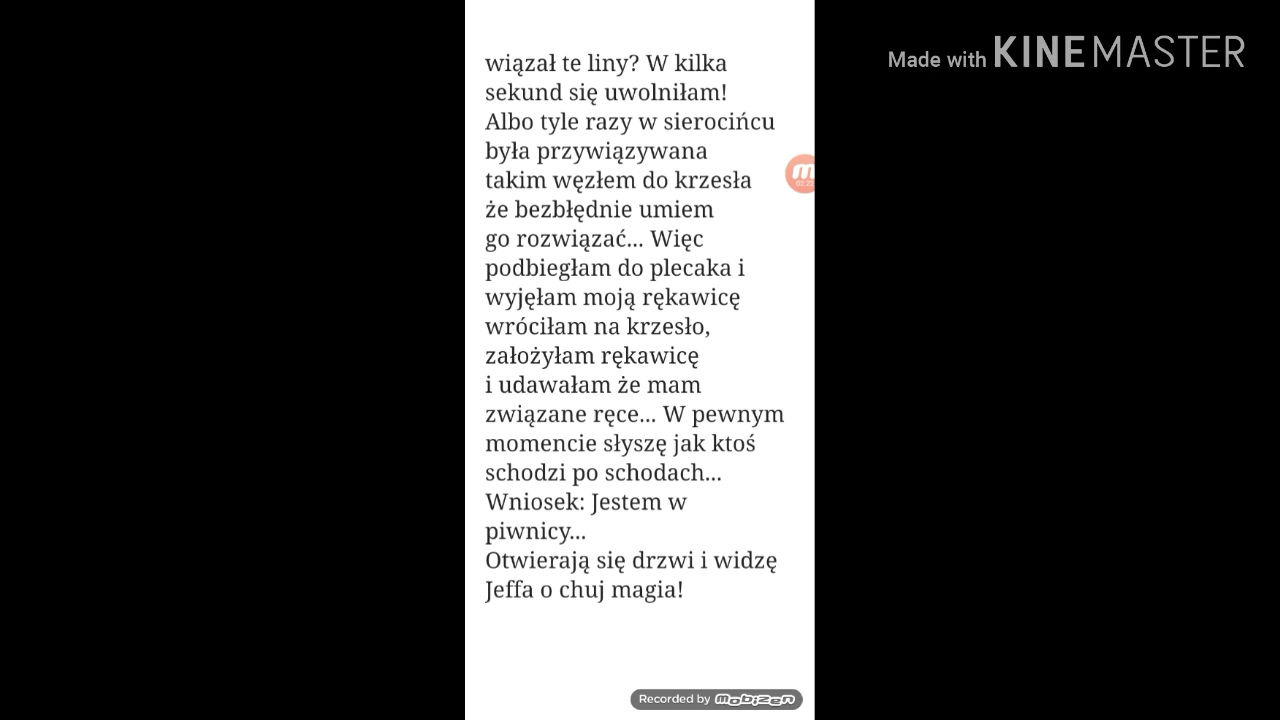 Made with KINEMASTER
wiązał te liny? W kilka
sekund się uwolniłam!
Albo tyle razy w sierocińcu
była przywiązywana
takim węzłem do krzesła
że bezbłędnie umiem
go rozwiązać... Więc
podbiegłam do plecaka i
wyjęłam moją rękawicę
wróciłam na krzesło,
założyłam rękawicę
i udawałam że mam
związane ręce... W pewnym
momencie słyszę jak ktoś
schodzi po schodach...
Wniosek: Jestem w
piwnicy...
Otwierają się drzwi i widzę
Jeffa o chuj magia!
Recorded by mobizen